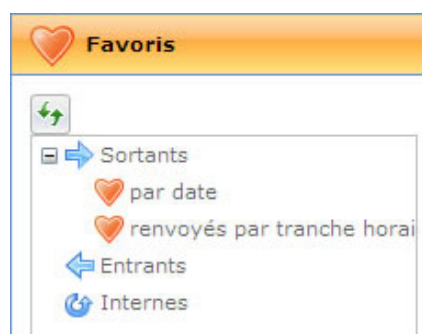 Favoris
Sortants
par date
renvoyés par tranche horai
Entrants
Internes